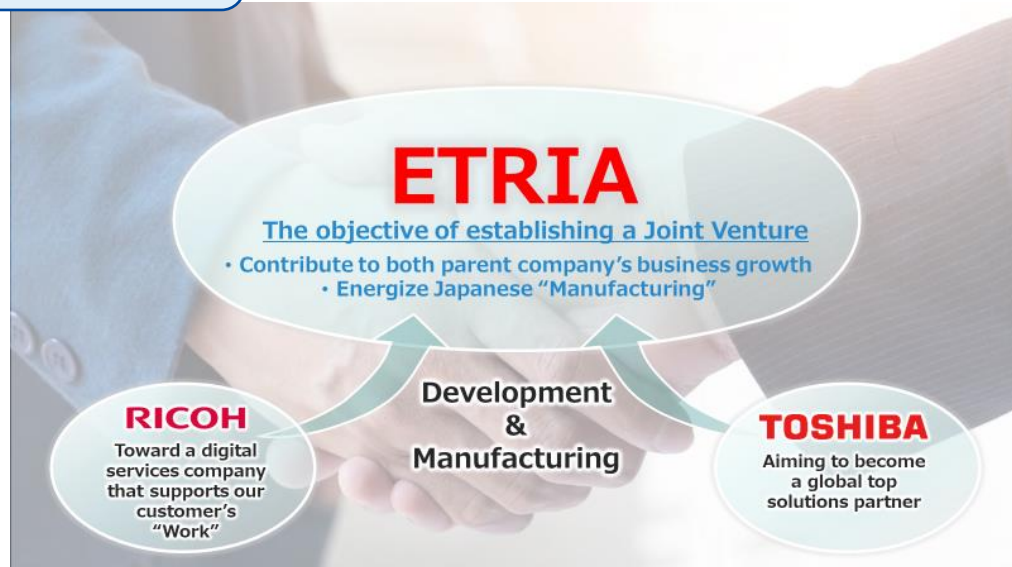 ETRIA
The objective of establishing a Joint Venture
・Contribute to both parent company's business growth
・Energize Japanese “Manufacturing”
Development
&
Manufacturing
RICOH
Toward a digital
services company
that supports our
customer's
“Work”
TOSHIBA
Aiming to become
a global top
solutions partner